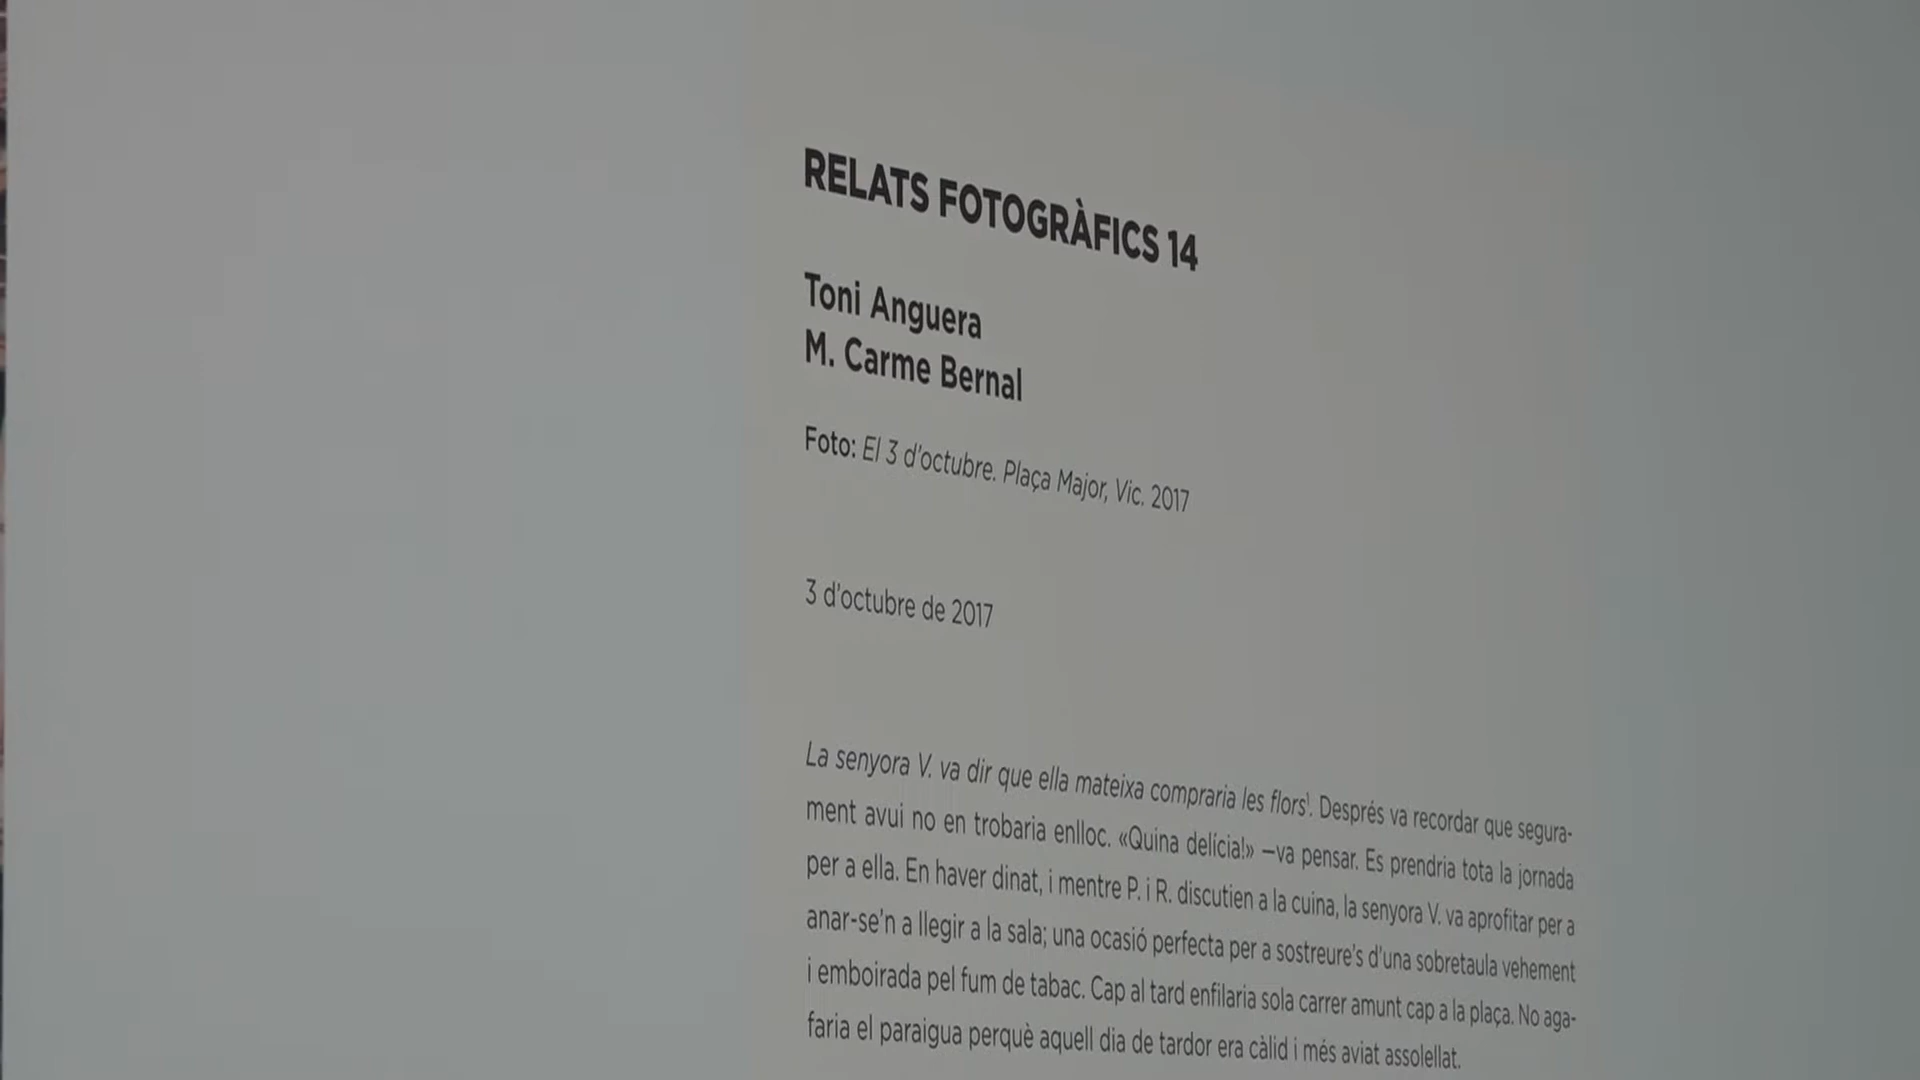 RELATS FOTOGRÀFICS 14
Toni Anguera
M. Carme Bernal
Foto: El 3 d'octubre. Plaça Major, Vic. 2017
3 d'octubre de 2017
La senyora V. va dir que ella mateixa compraria les flors¹. Després va recordar que segura-
ment avui no en trobaria enlloc. «Quina delícia!» —va pensar. Es prendria tota la jornada
per a ella. En haver dinat, i mentre P. i R. discutien a la cuina, la senyora V. va aprofitar per a
anar-se'n a llegir a la sala; una ocasió perfecta per a sostreure's d'una sobretaula vehement
i emboirada pel fum de tabac. Cap al tard enfilaria sola carrer amunt cap a la plaça. No aga-
faria el paraigua perquè aquell dia de tardor era càlid i més aviat assolellat.